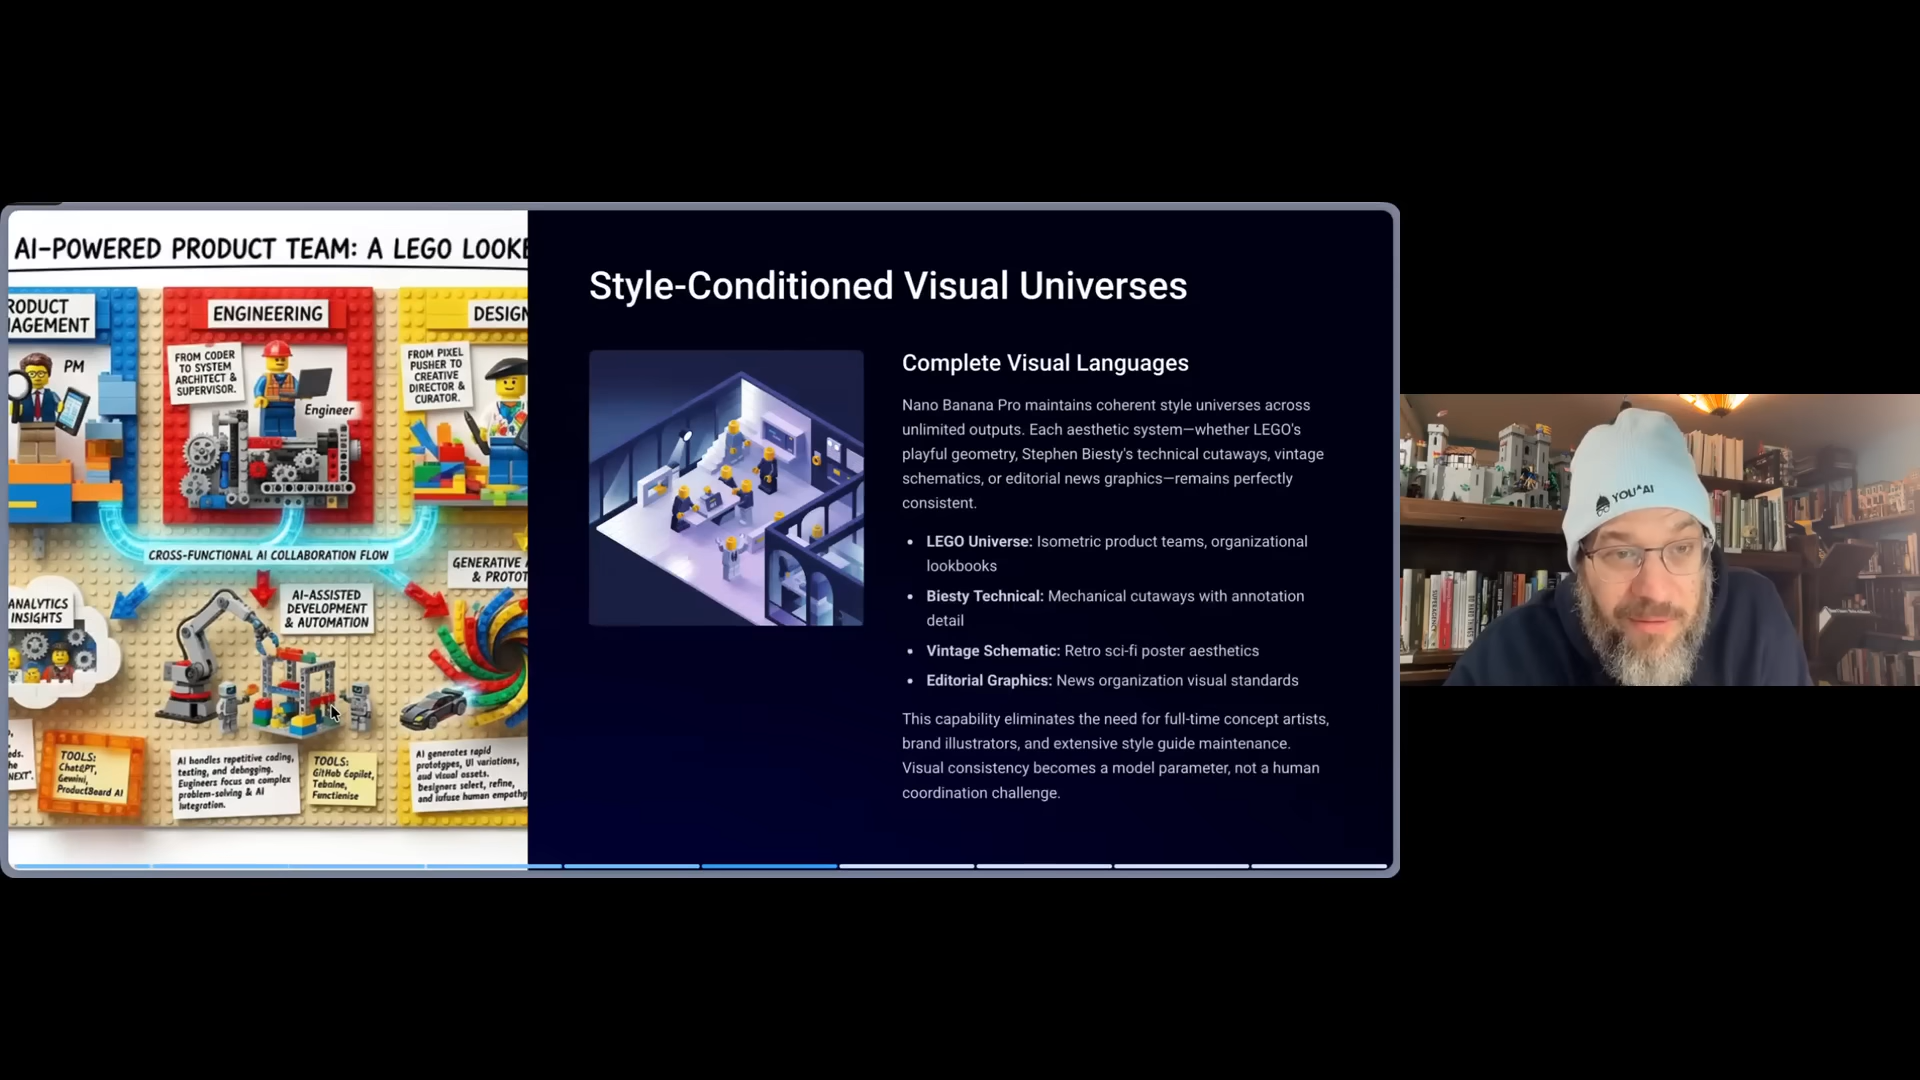 AI-POWERED PRODUCT TEAM: A LEGO LOOKE
RODUCT
AGEMENT
PM
ENGINEERING
FROM CODER
TO SYSTEM
ARCHITECT &
SUPERVISOR.
Engineer
DESIGN
FROM PIXEL
PUSHER TO
CREATIVE
DIRECTOR &
CURATOR.
CROSS-FUNCTIONAL AI COLLABORATION FLOW
GENERATIVE
& PROTOT
ANALYTICS
INSIGHTS
AI-ASSISTED
DEVELOPMENT
& AUTOMATION
eds.
he
NEXT".
TOOLS:
ChatGPT,
Gemini,
ProductBoard AI
AI handles repetitive coding,
testing, and debugging.
Engineers focus on complex
problem-solving & AI
Integration.
TOOLS:
GitHub Copilot,
Functionise
AI generates rapid
prototypes, UI variations,
and visual assets.
Designers select, refine,
and infuse human empathy
Style-Conditioned Visual Universes
Complete Visual Languages
Nano Banana Pro maintains coherent style universes across
unlimited outputs. Each aesthetic system—whether LEGO's
playful geometry, Stephen Biesty's technical cutaways, vintage
schematics, or editorial news graphics—remains perfectly
consistent.
• LEGO Universe: Isometric product teams, organizational
lookbooks
• Biesty Technical: Mechanical cutaways with annotation
detail
• Vintage Schematic: Retro sci-fi poster aesthetics
• Editorial Graphics: News organization visual standards
This capability eliminates the need for full-time concept artists,
brand illustrators, and extensive style guide maintenance.
Visual consistency becomes a model parameter, not a human
coordination challenge.
YOU*AI